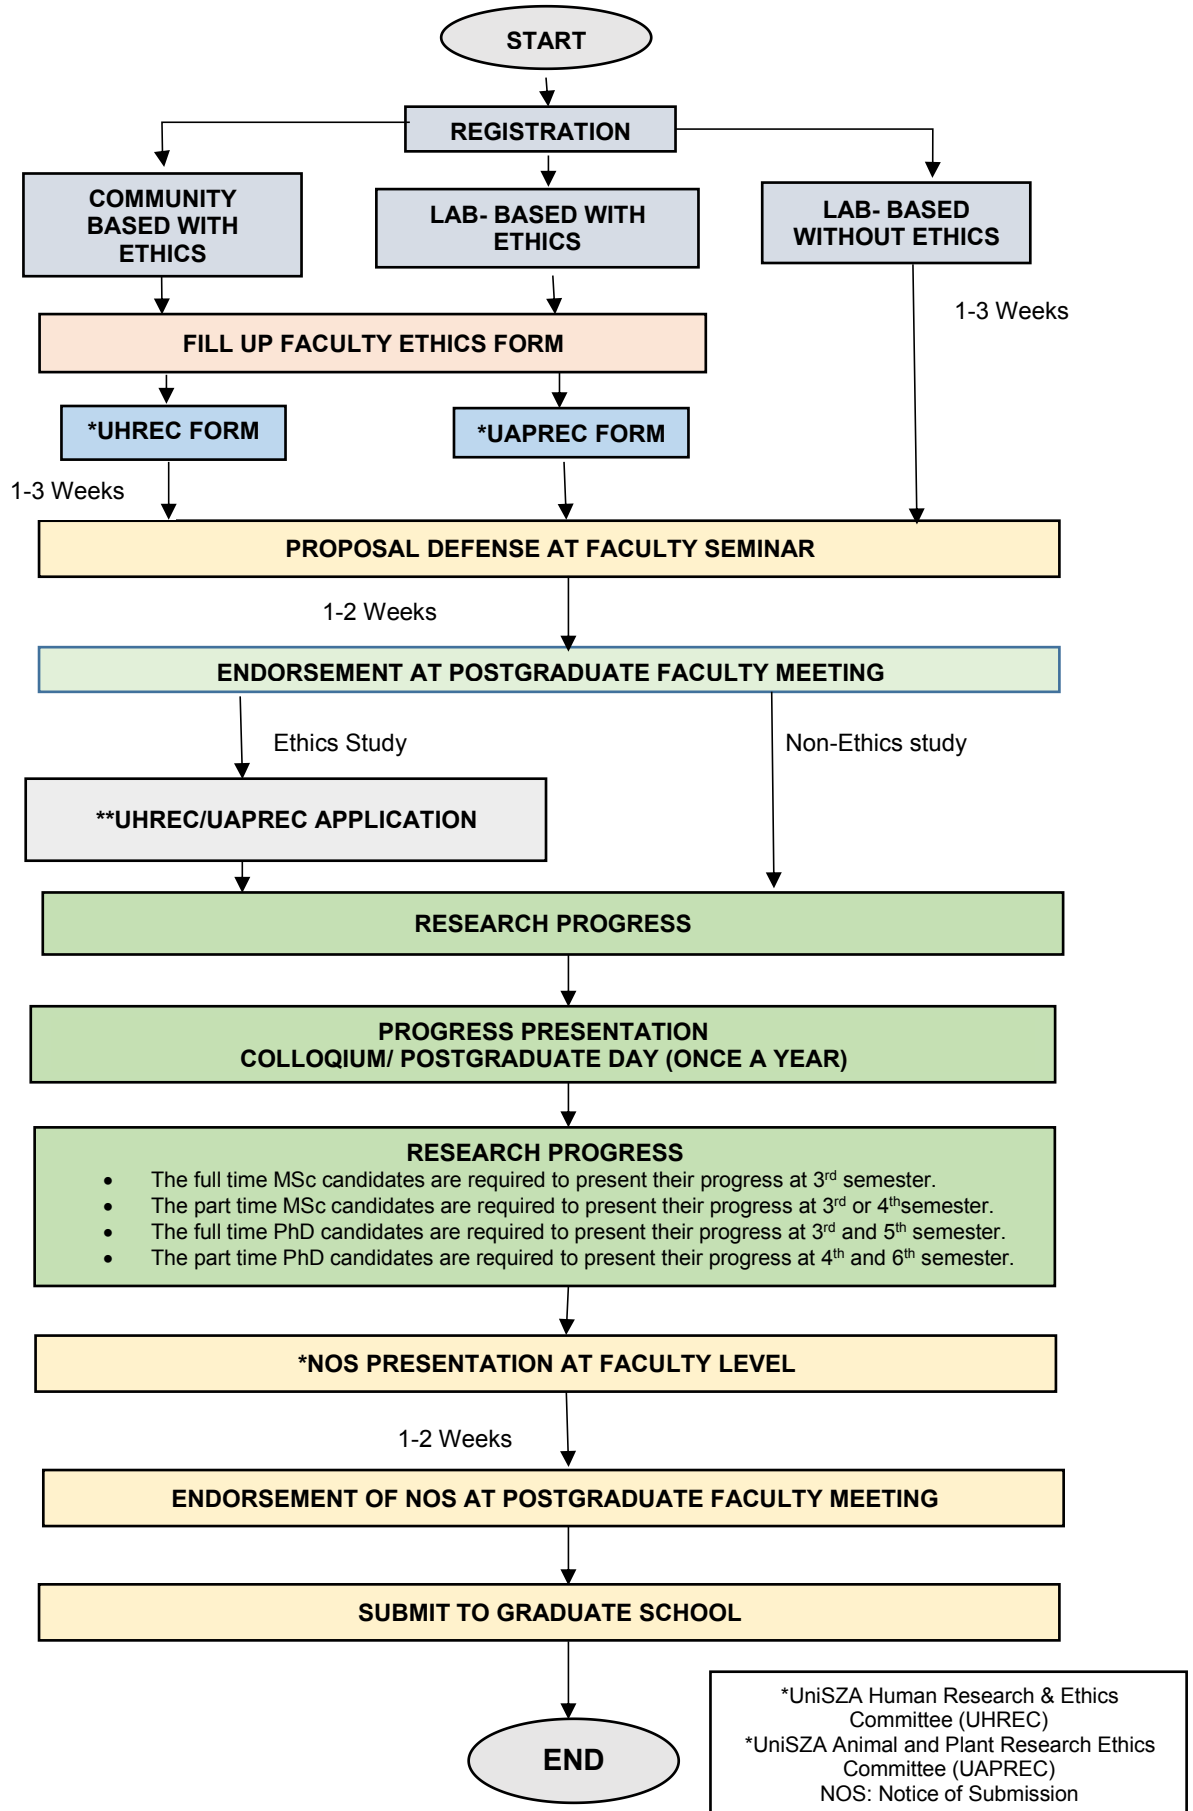 START
REGISTRATION
COMMUNITY
BASED WITH
ETHICS
LAB- BASED WITH
ETHICS
LAB- BASED
WITHOUT ETHICS
1-3 Weeks
FILL UP FACULTY ETHICS FORM
*UHREC FORM
*UAPREC FORM
1-3 Weeks
PROPOSAL DEFENSE AT FACULTY SEMINAR
1-2 Weeks
ENDORSEMENT AT POSTGRADUATE FACULTY MEETING
Ethics Study
Non-Ethics study
**UHREC/UAPREC APPLICATION
RESEARCH PROGRESS
PROGRESS PRESENTATION
COLLOQIUM/ POSTGRADUATE DAY (ONCE A YEAR)
RESEARCH PROGRESS
• The full time MSc candidates are required to present their progress at 3rd semester.
• The part time MSc candidates are required to present their progress at 3rd or 4thsemester.
• The full time PhD candidates are required to present their progress at 3rd and 5th semester.
• The part time PhD candidates are required to present their progress at 4th and 6th semester.
*NOS PRESENTATION AT FACULTY LEVEL
1-2 Weeks
ENDORSEMENT OF NOS AT POSTGRADUATE FACULTY MEETING
SUBMIT TO GRADUATE SCHOOL
END
*UniSZA Human Research & Ethics
Committee (UHREC)
*UniSZA Animal and Plant Research Ethics
Committee (UAPREC)
NOS: Notice of Submission